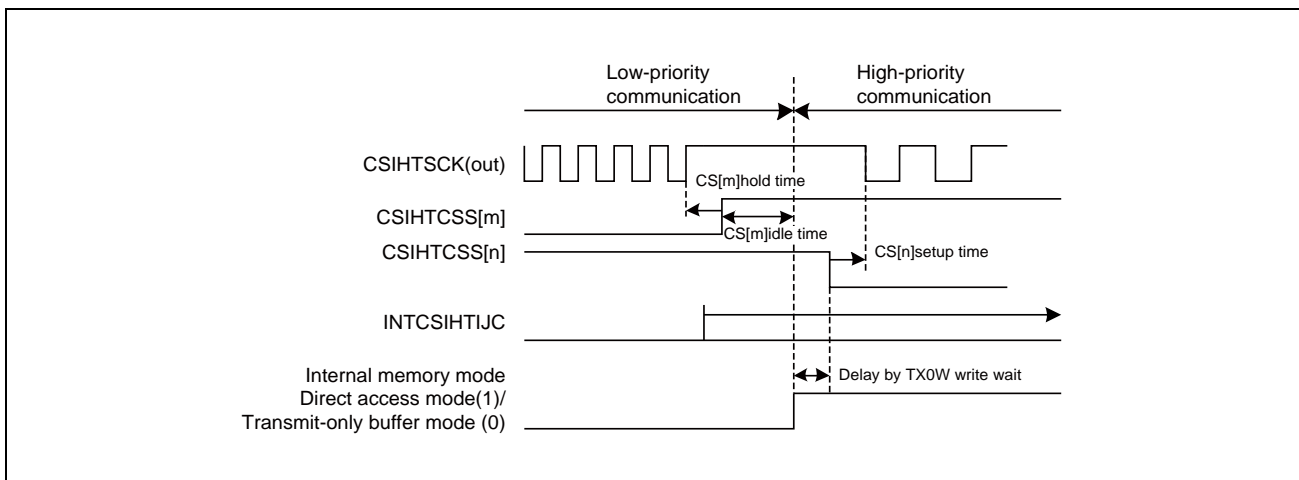 Low-priority
communication
High-priority
communication
CSIHTSCK(out)
CS[m]hold time
CSIHTCSS[m]
CS[m]idle time
CSIHTCSS[n]
CS[n]setup time
INTCSIHTIJC
Internal memory mode
Delay by TX0W write wait
Direct access mode(1)/
Transmit-only buffer mode (0)